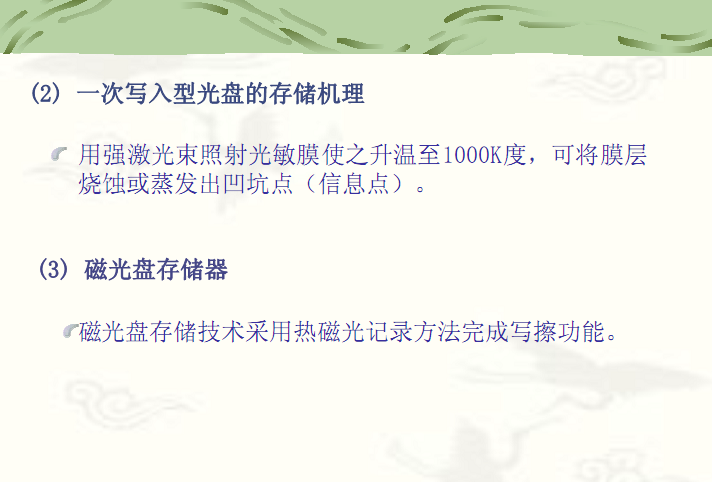 (2) 一次写入型光盘的存储机理
用强激光束照射光敏膜使之升温至1000K度，可将膜层
烧蚀或蒸发出凹坑点（信息点）。
(3) 磁光盘存储器
磁光盘存储技术采用热磁光记录方法完成写擦功能。